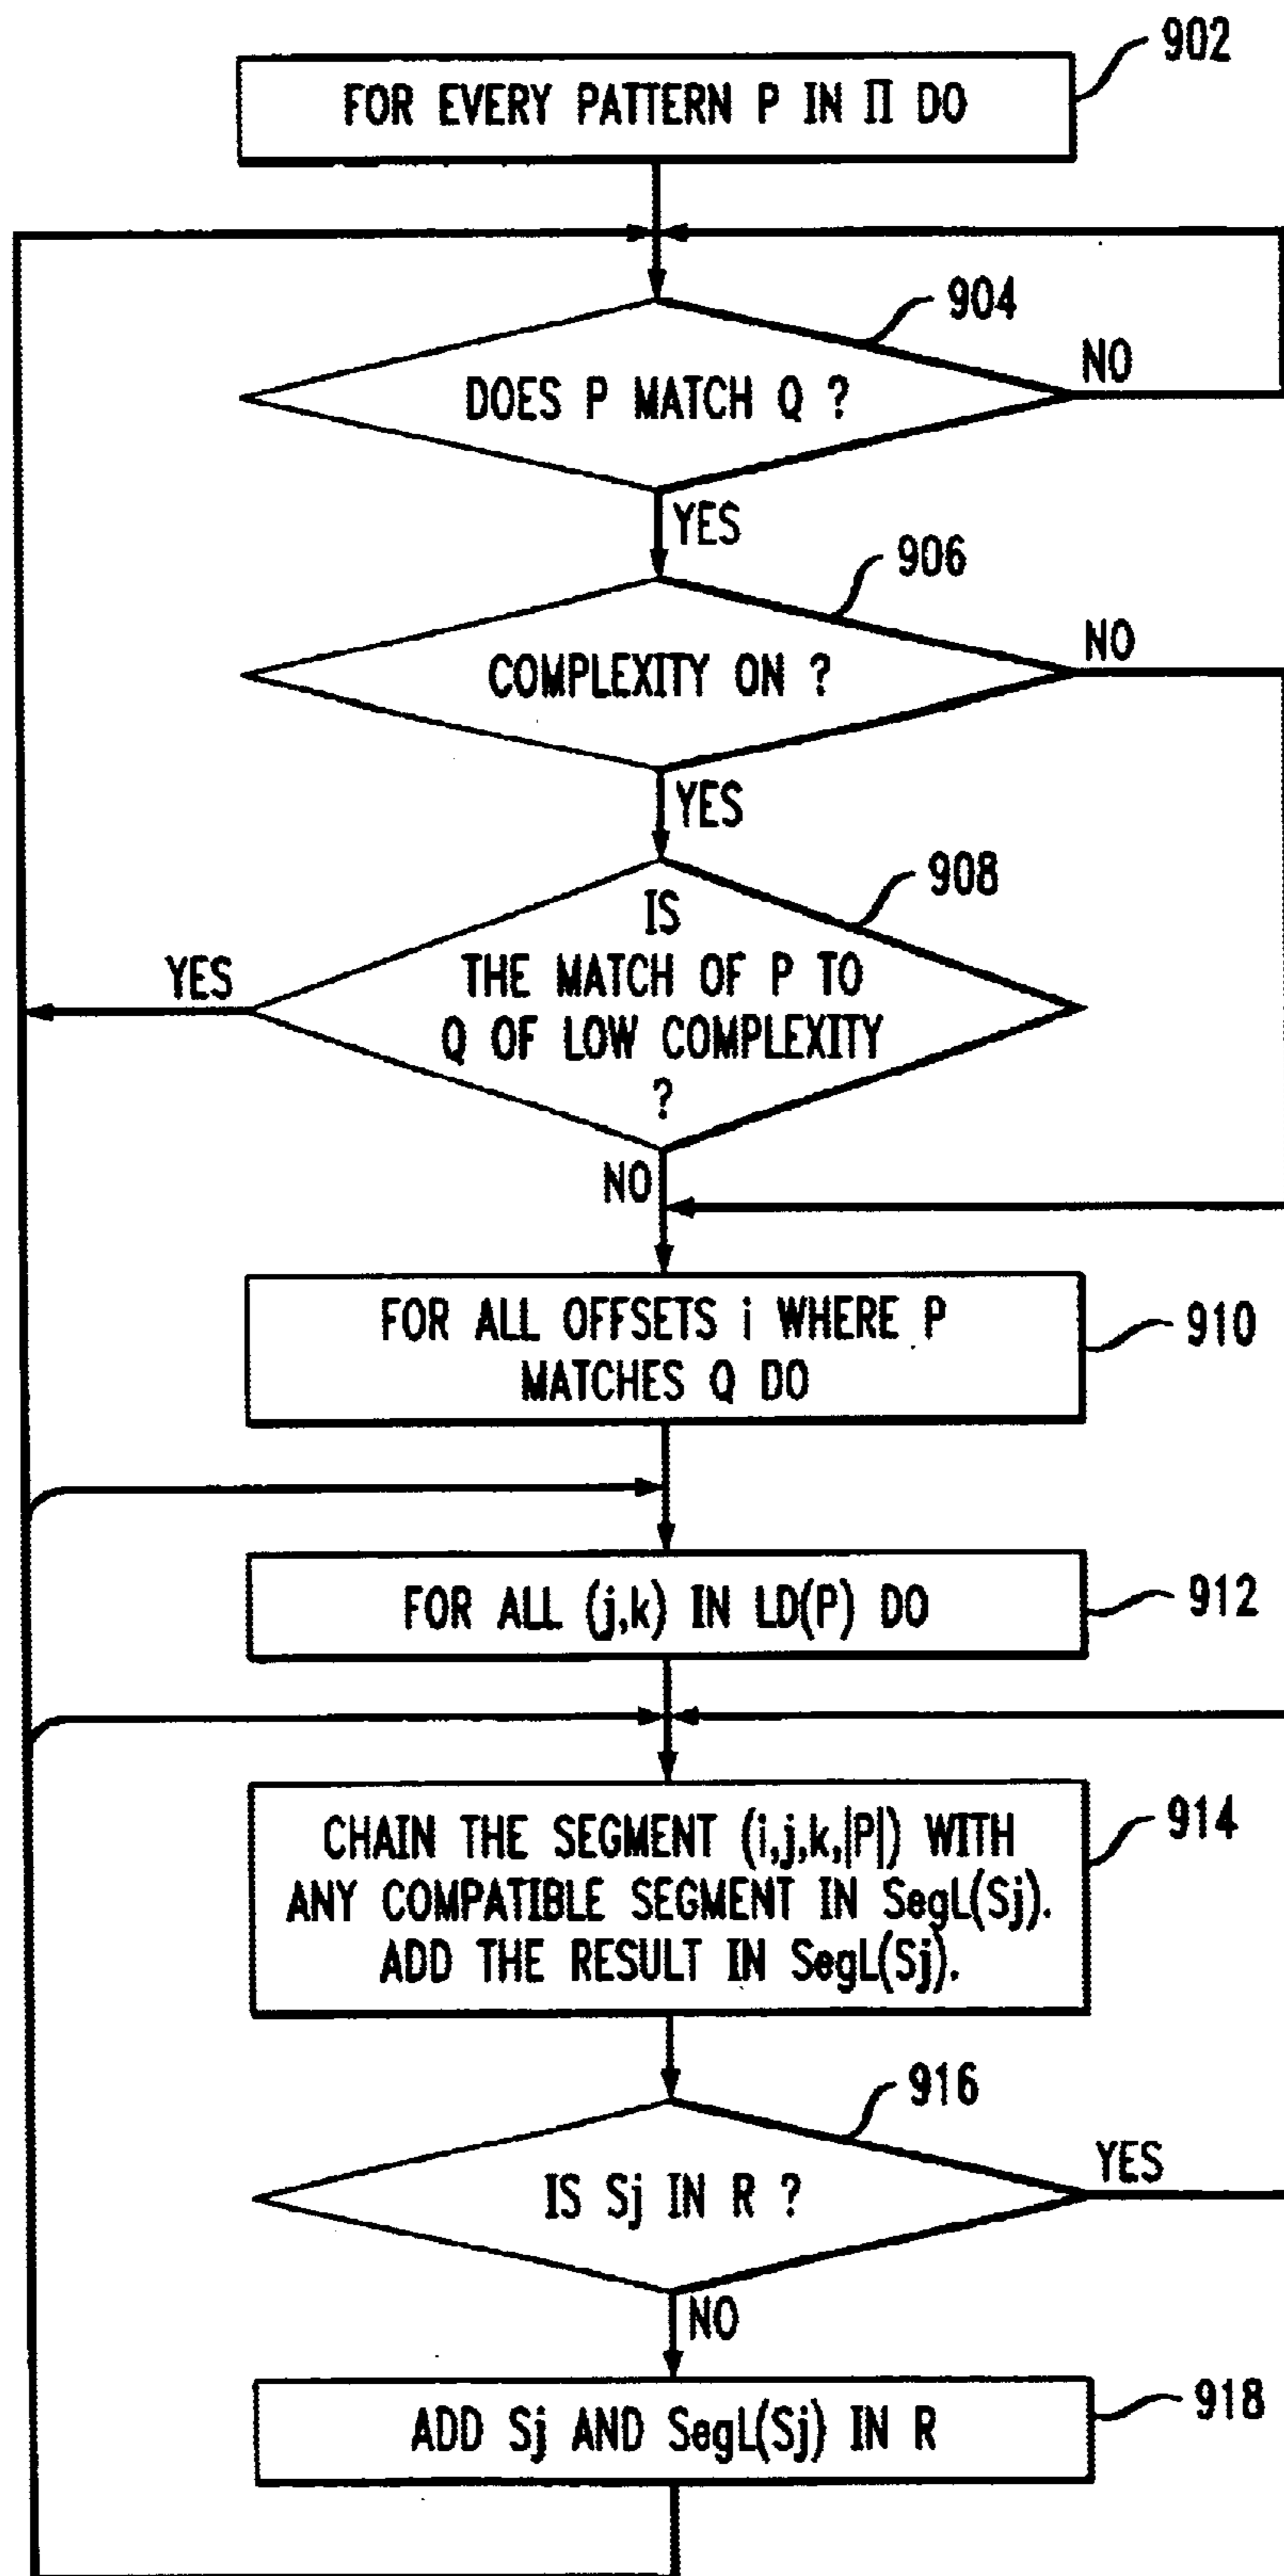 902
FOR EVERY PATTERN P IN Π DO
904
NO
DOES P MATCH Q ?
YES
906
NO
COMPLEXITY ON ?
YES
908
IS
YES
THE MATCH OF P TO
Q OF LOW COMPLEXITY
?
NO
FOR ALL OFFSETS i WHERE P
MATCHES Q DO
910
FOR ALL (j,k) IN LD(P) DO
912
CHAIN THE SEGMENT (i,j,k,|P|) WITH
ANY COMPATIBLE SEGMENT IN SegL(Sj).
ADD THE RESULT IN SegL(Sj).
914
916
YES
IS Sj IN R ?
NO
ADD Sj AND SegL(Sj) IN R
918